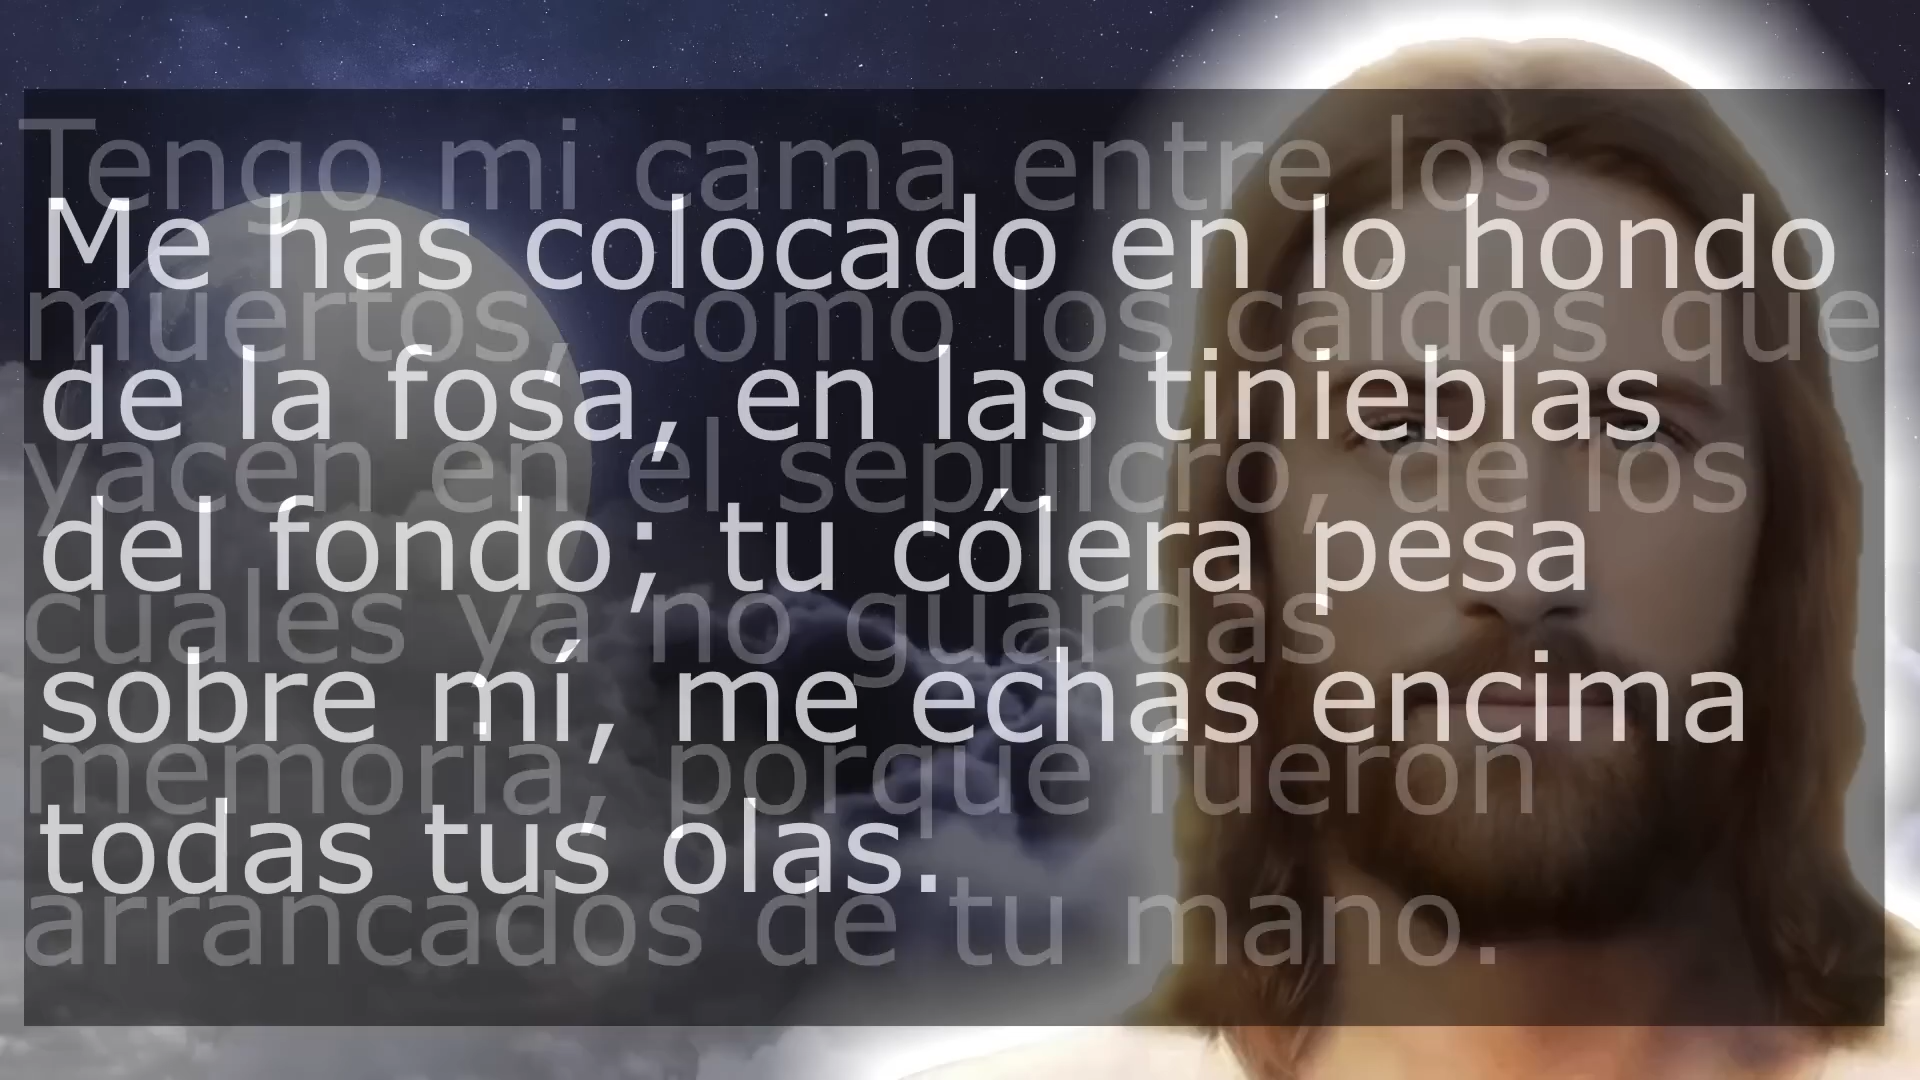 Tengo mi cama entre los
muertos, como los caídos que
yacen en el sepulcro, de los
cuales ya no guardas
memoria, porque fueron
arrancados de tu mano.
Me has colocado en lo hondo
de la fosa, en las tinieblas
del fondo; tu cólera pesa
sobre mí, me echas encima
todas tus olas.